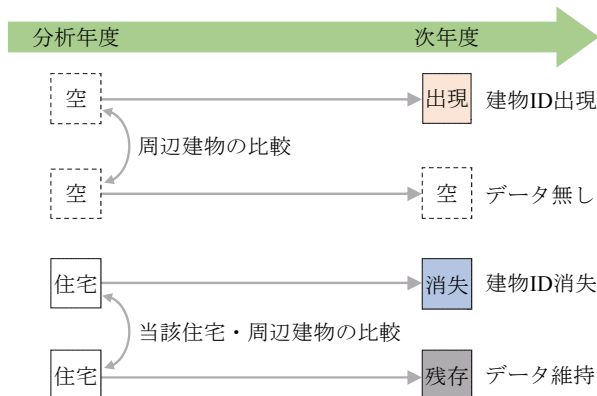 分析年度 次年度
空 出現 建物ID出現
周辺建物の比較
空 空 データ無し
住宅 消失 建物ID消失
当該住宅・周辺建物の比較
住宅 残存 データ維持